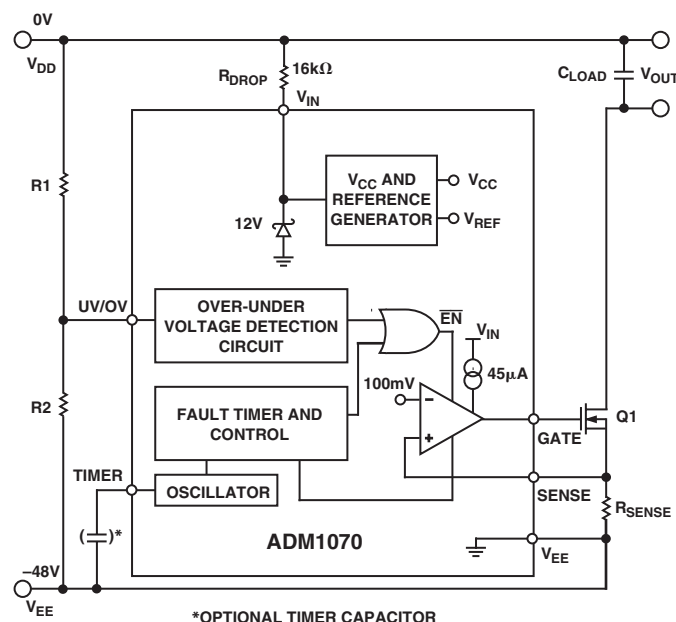 0V
VDD
RDROP
16kΩ
VIN
CLOAD
VOUT
R1
VCC AND
REFERENCE
GENERATOR
VCC
VREF
12V
UV/OV
OVER-UNDER
VOLTAGE DETECTION
CIRCUIT
EN
VIN
45μA
100mV
R2
FAULT TIMER AND
CONTROL
–
+
GATE
Q1
TIMER
OSCILLATOR
SENSE
RSENSE
( )*
ADM1070
VEE
–48V
VEE
*OPTIONAL TIMER CAPACITOR